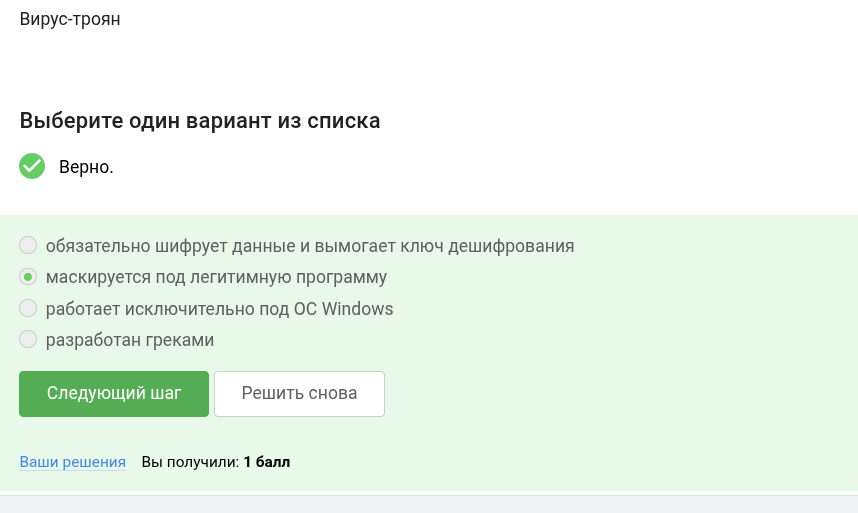 Вирус-троян
Выберите один вариант из списка
Верно.
обязательно шифрует данные и вымогает ключ дешифрования
маскируется под легитимную программу
работает исключительно под ОС Windows
разработан греками
Следующий шаг Решить снова
Ваши решения Вы получили: 1 балл